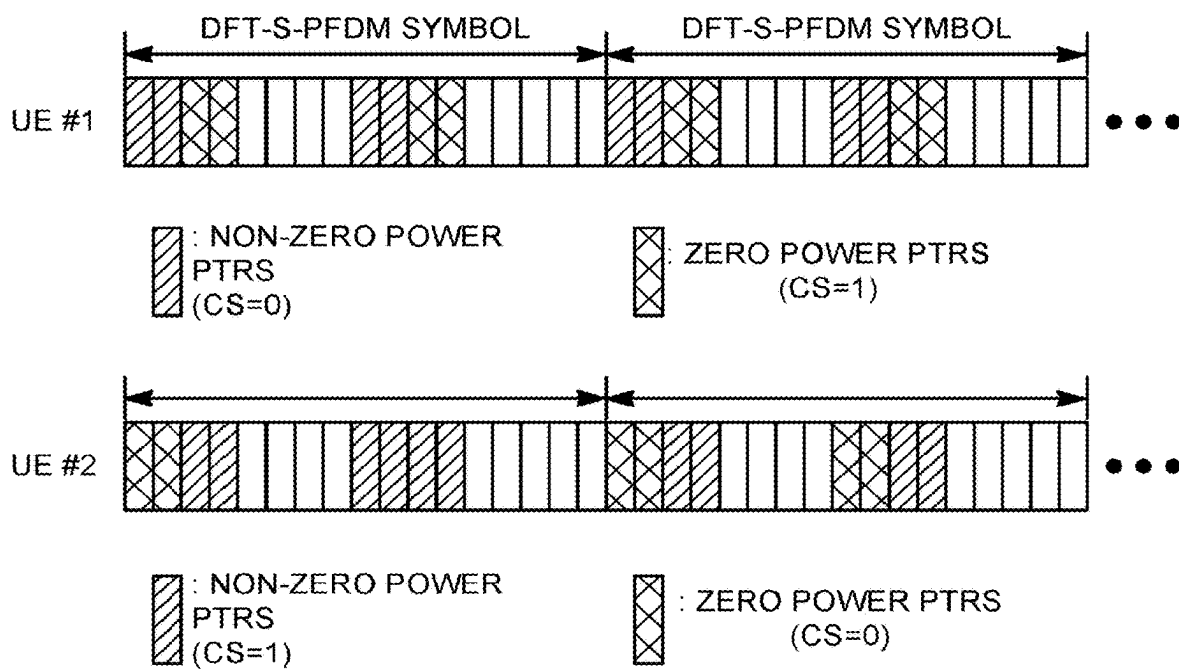 DFT-S-PFDM SYMBOL DFT-S-PFDM SYMBOL
UE #1
: NON-ZERO POWER
PTRS
(CS=0)
: ZERO POWER PTRS
(CS=1)
UE #2
: NON-ZERO POWER
PTRS
(CS=1)
: ZERO POWER PTRS
(CS=0)